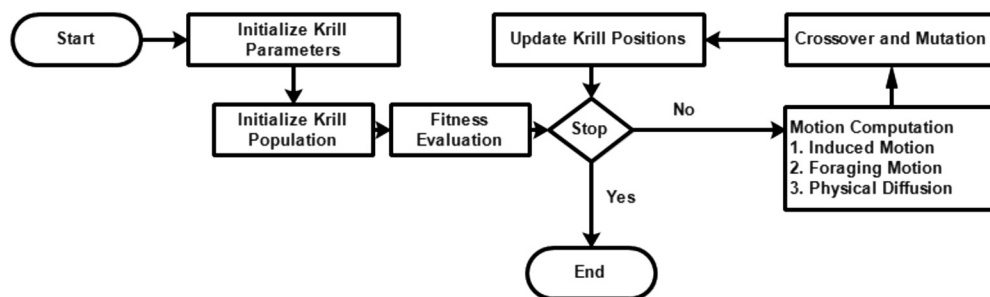 Start
Initialize Krill
Parameters
Update Krill Positions
Crossover and Mutation
Initialize Krill
Population
Fitness
Evaluation
Stop
No
Motion Computation
1. Induced Motion
2. Foraging Motion
3. Physical Diffusion
Yes
End